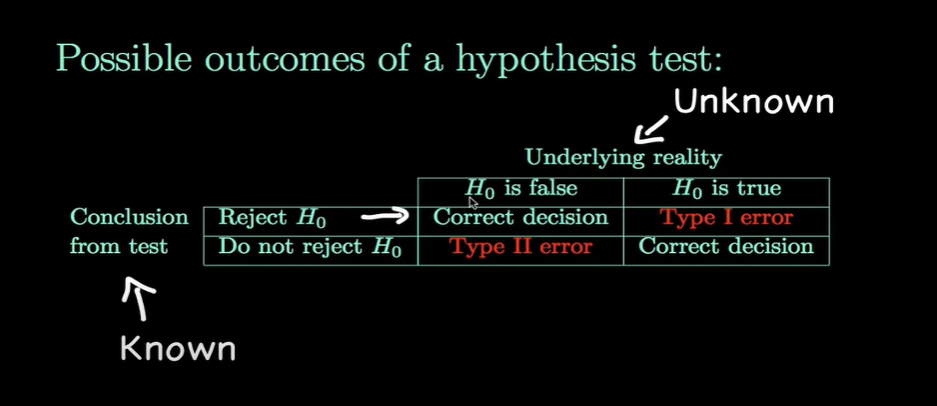 Possible outcomes of a hypothesis test:
Unknown
Underlying reality
H₀ is false H₀ is true
Conclusion Reject H₀ Correct decision Type I error
from test Do not reject H₀ Type II error Correct decision
Known